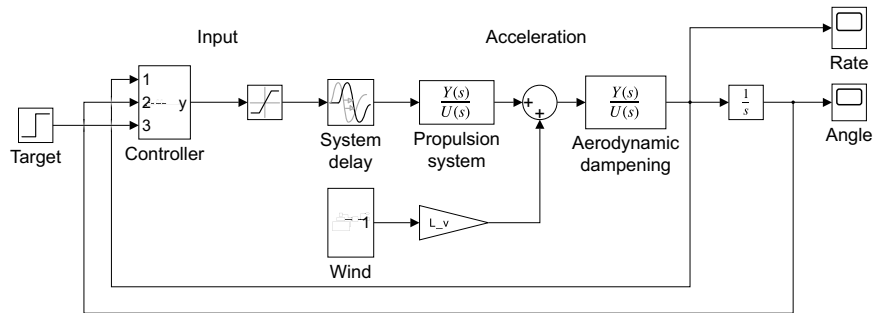 Input
Acceleration
Rate
1
2
3
y
Target
Controller
System
delay
Y(s)
U(s)
Propulsion
system
+
+
Y(s)
U(s)
Aerodynamic
dampening
1
s
Angle
1
Wind
L_v